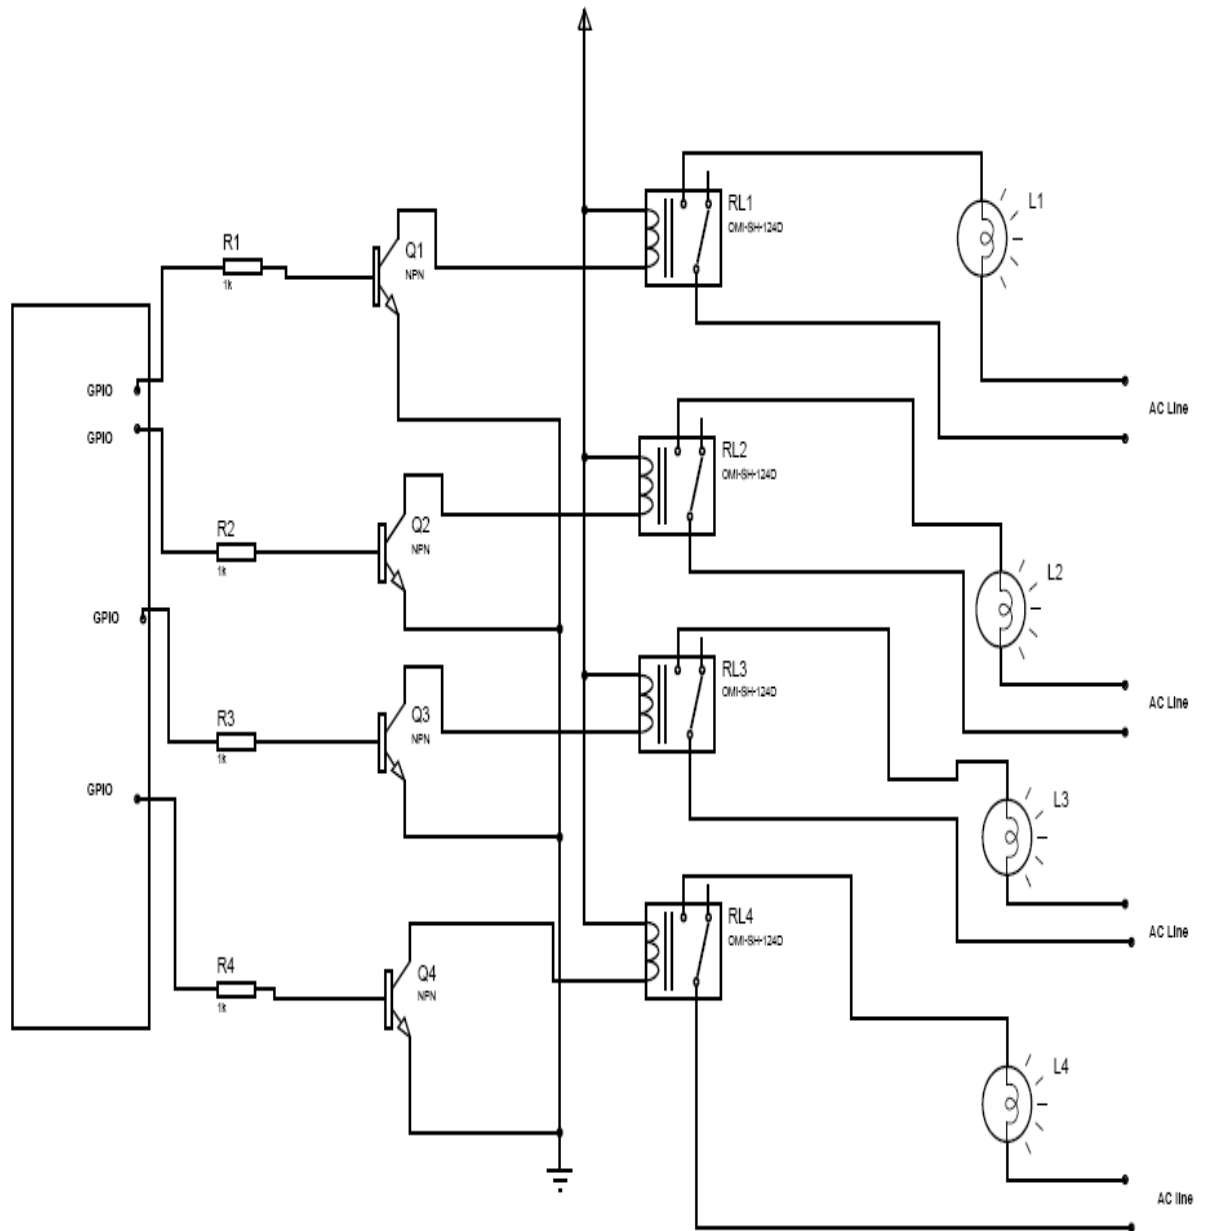 RL1
OMI-SH-124D
L1
R1
1k
Q1
NPN
GPIO
GPIO
AC Line
RL2
OMI-SH-124D
R2
1k
Q2
NPN
L2
GPIO
RL3
OMI-SH-124D
AC Line
R3
1k
Q3
NPN
GPIO
L3
RL4
OMI-SH-124D
AC Line
R4
1k
Q4
NPN
L4
AC line